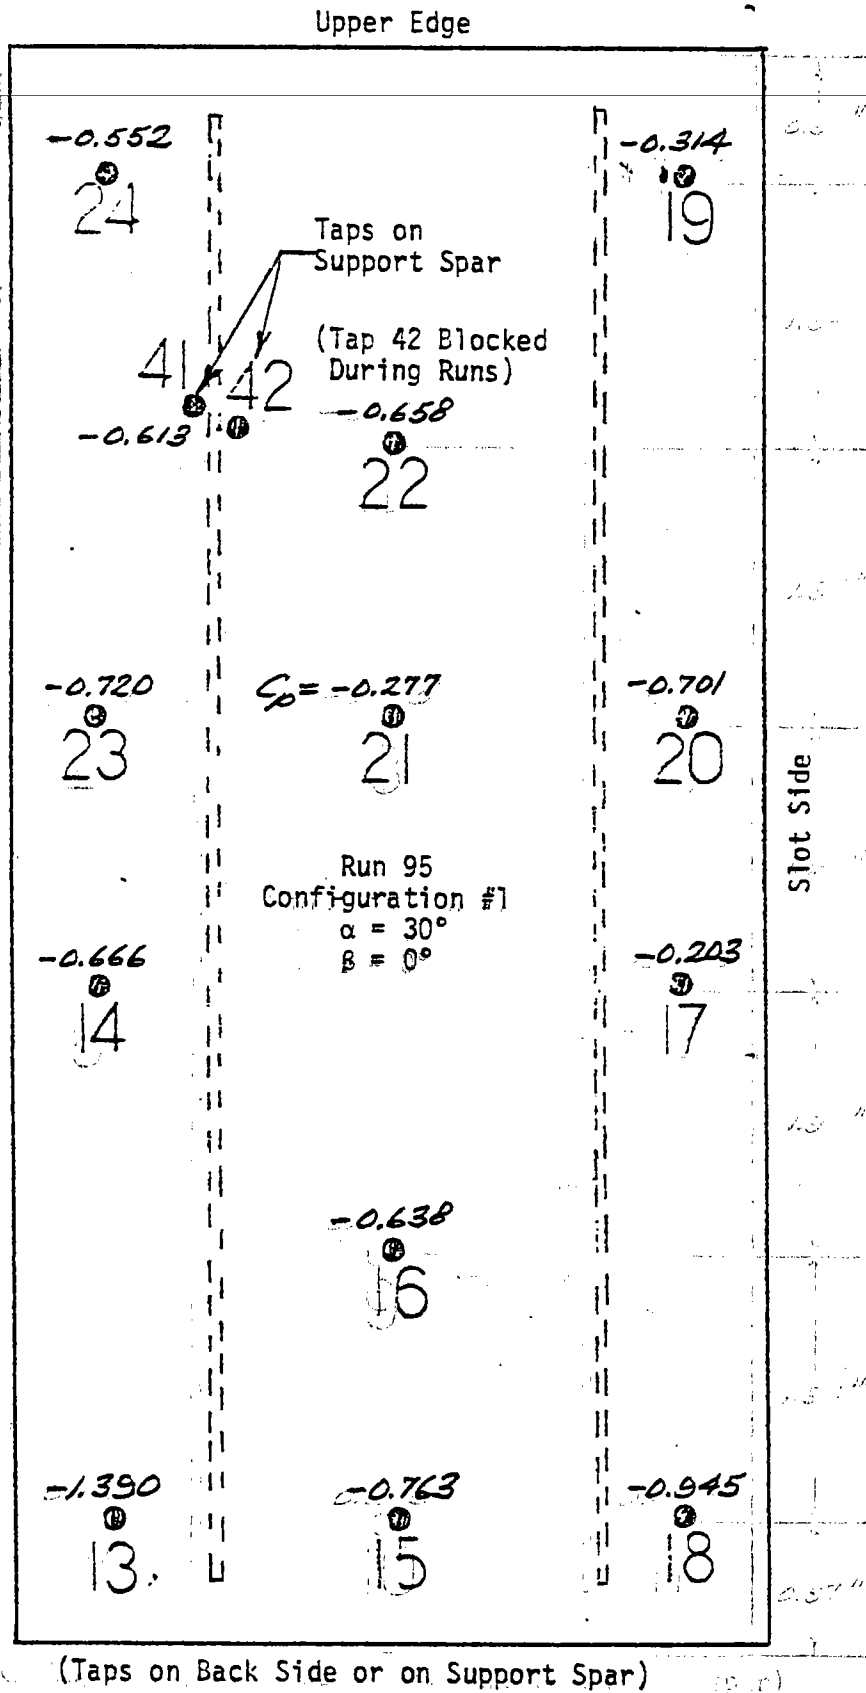 Upper Edge
-0.552
24
-0.314
19
Taps on
Support Spar
(Tap 42 Blocked
During Runs)
41
42
-0.613
-0.658
22
-0.720
23
Cp = -0.277
21
-0.701
20
Slot Side
Run 95
Configuration #1
α = 30°
β = 0°
-0.666
14
-0.203
17
-0.638
16
-1.390
13
-0.763
15
-0.945
18
(Taps on Back Side or on Support Spar)